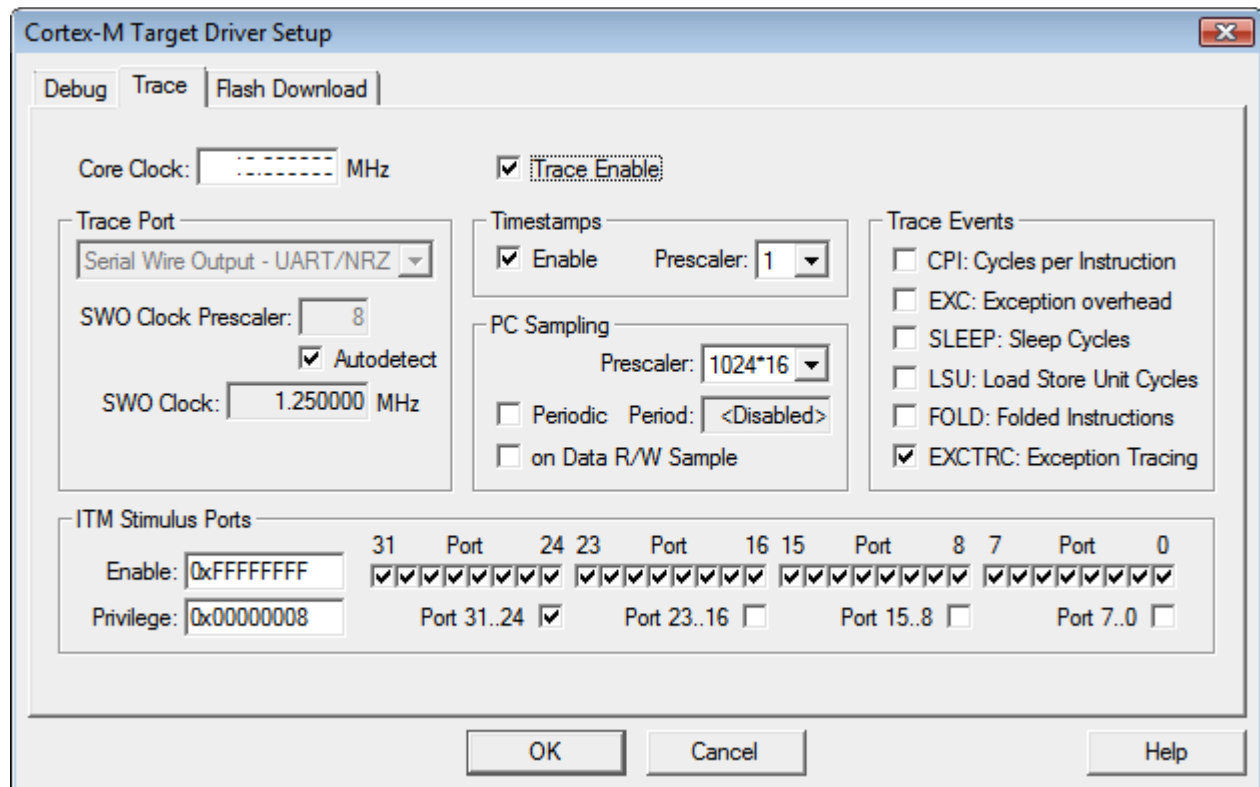 Cortex-M Target Driver Setup
Debug Trace Flash Download
Core Clock: MHz Trace Enable
Trace Port
Serial Wire Output - UART/NRZ
SWO Clock Prescaler: 8
Autodetect
SWO Clock: 1.250000 MHz
Timestamps
Enable Prescaler: 1
PC Sampling
Prescaler: 1024*16
Periodic Period: <Disabled>
on Data R/W Sample
Trace Events
CPI: Cycles per Instruction
EXC: Exception overhead
SLEEP: Sleep Cycles
LSU: Load Store Unit Cycles
FOLD: Folded Instructions
EXCTRC: Exception Tracing
ITM Stimulus Ports
31 Port 24 23 Port 16 15 Port 8 7 Port 0
Enable: 0xFFFFFFFF
Privilege: 0x00000008 Port 31..24 Port 23..16 Port 15..8 Port 7..0
OK Cancel Help